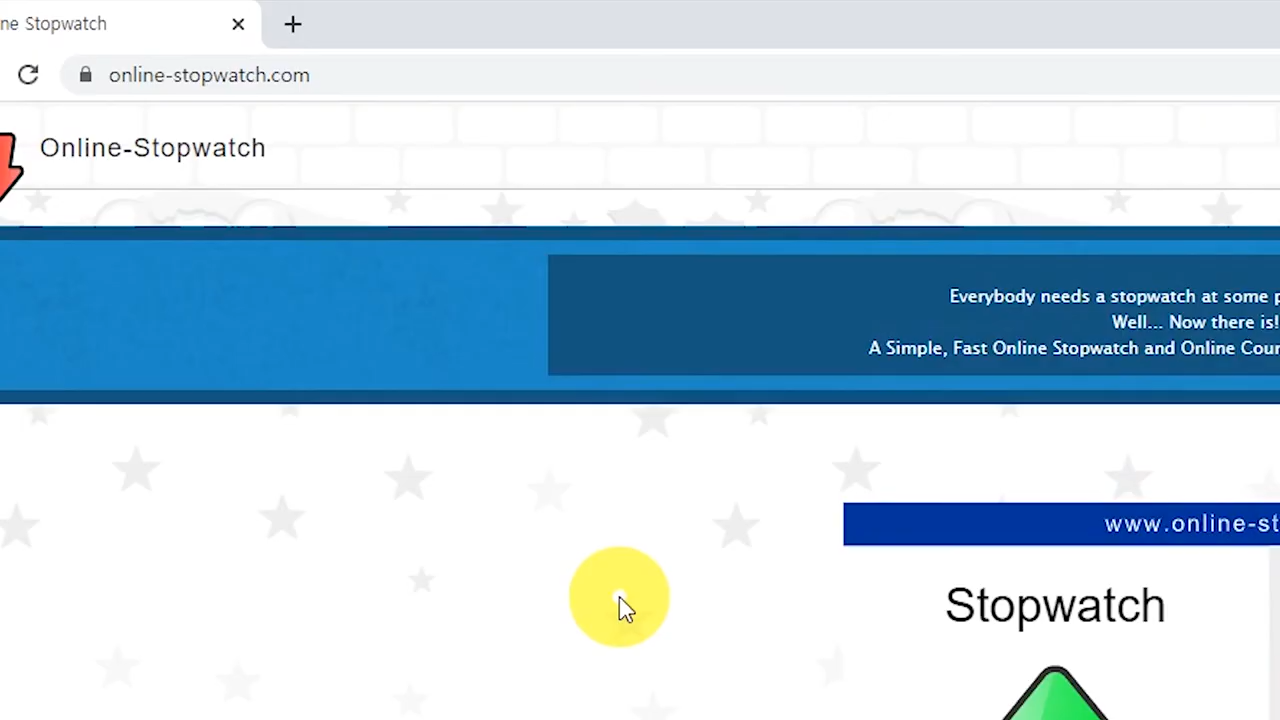 ne Stopwatch
online-stopwatch.com
Online-Stopwatch
Everybody needs a stopwatch at some p
Well... Now there is!
A Simple, Fast Online Stopwatch and Online Cour
www.online-st
Stopwatch